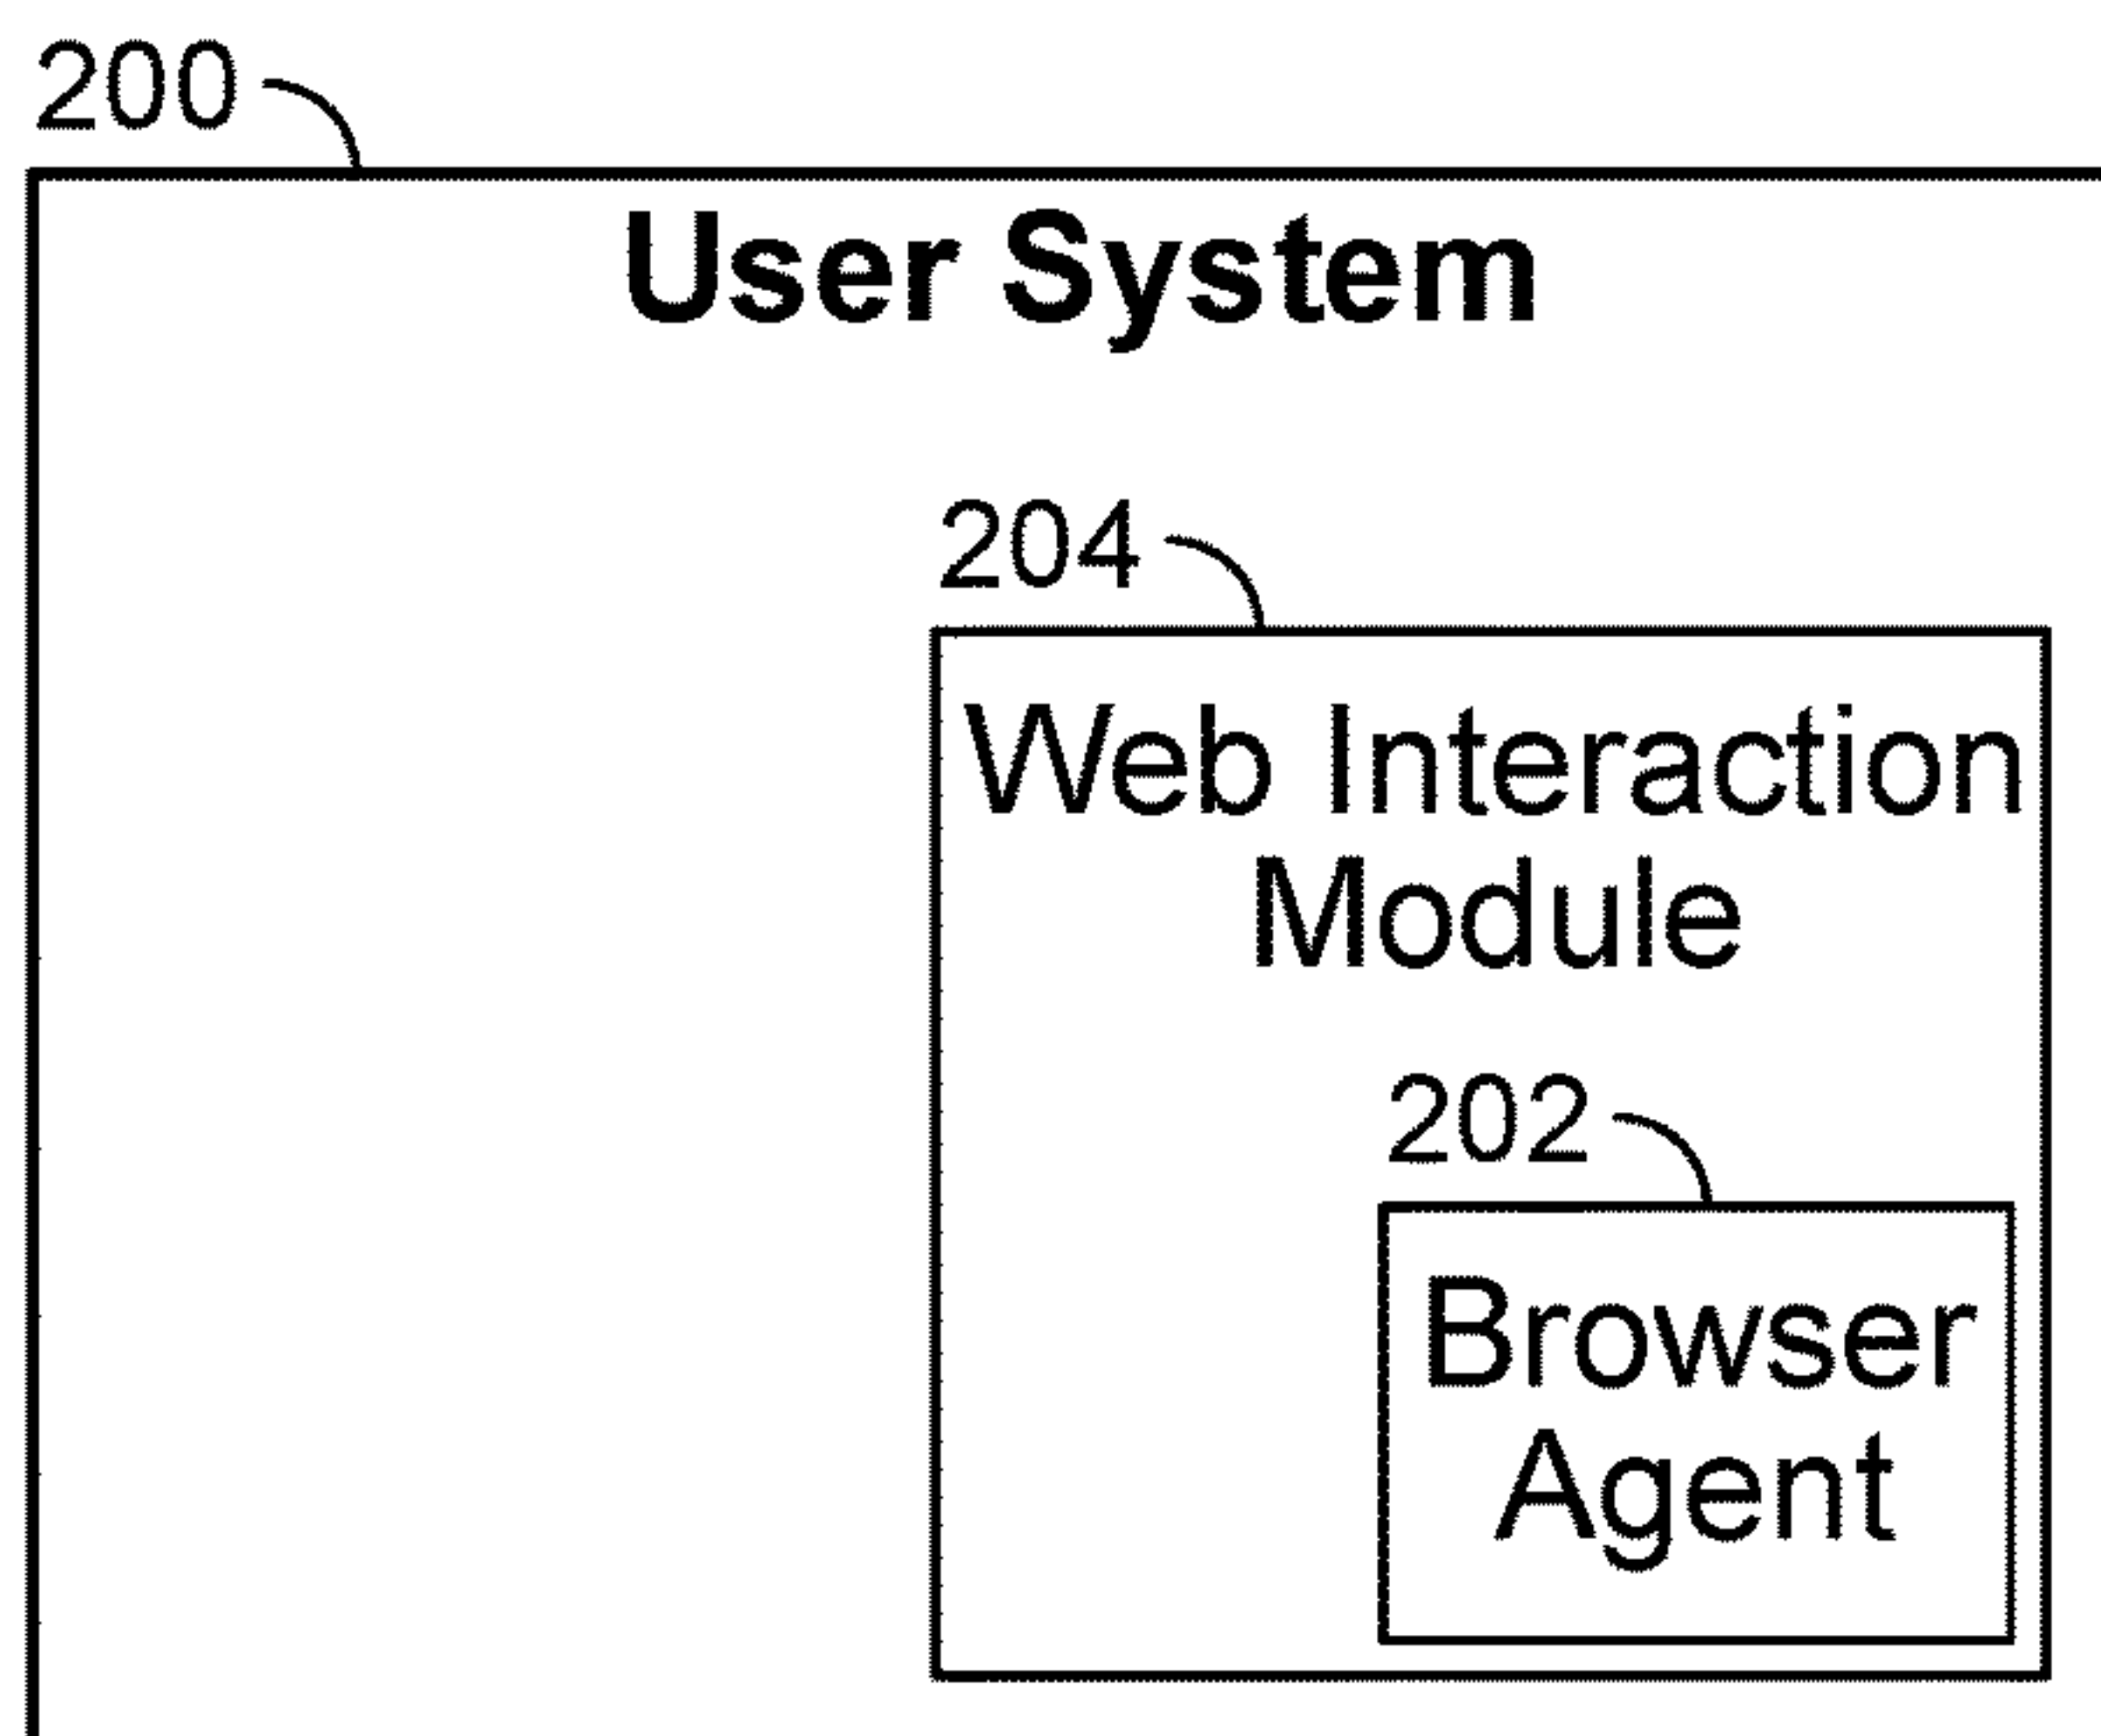 200
User System
204
Web Interaction
Module
202
Browser
Agent